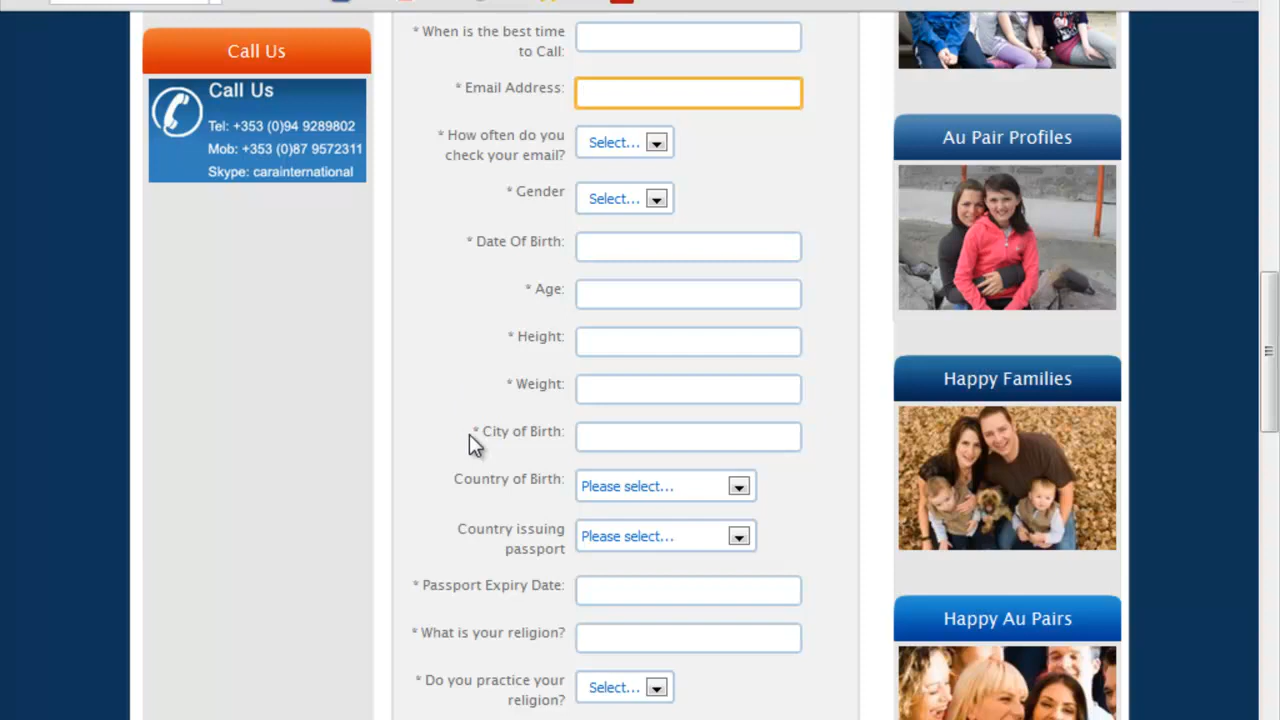 Call Us
Call Us
Tel: +353 (0)94 9289802
Mob: +353 (0)87 9572311
Skype: carainternational
* When is the best time
to Call:
* Email Address:
* How often do you
check your email?
Select...
* Gender
Select...
* Date Of Birth:
* Age:
* Height:
* Weight:
* City of Birth:
Country of Birth:
Please select...
Country issuing
passport
Please select...
* Passport Expiry Date:
* What is your religion?
* Do you practice your
religion?
Select...
Au Pair Profiles
Happy Families
Happy Au Pairs